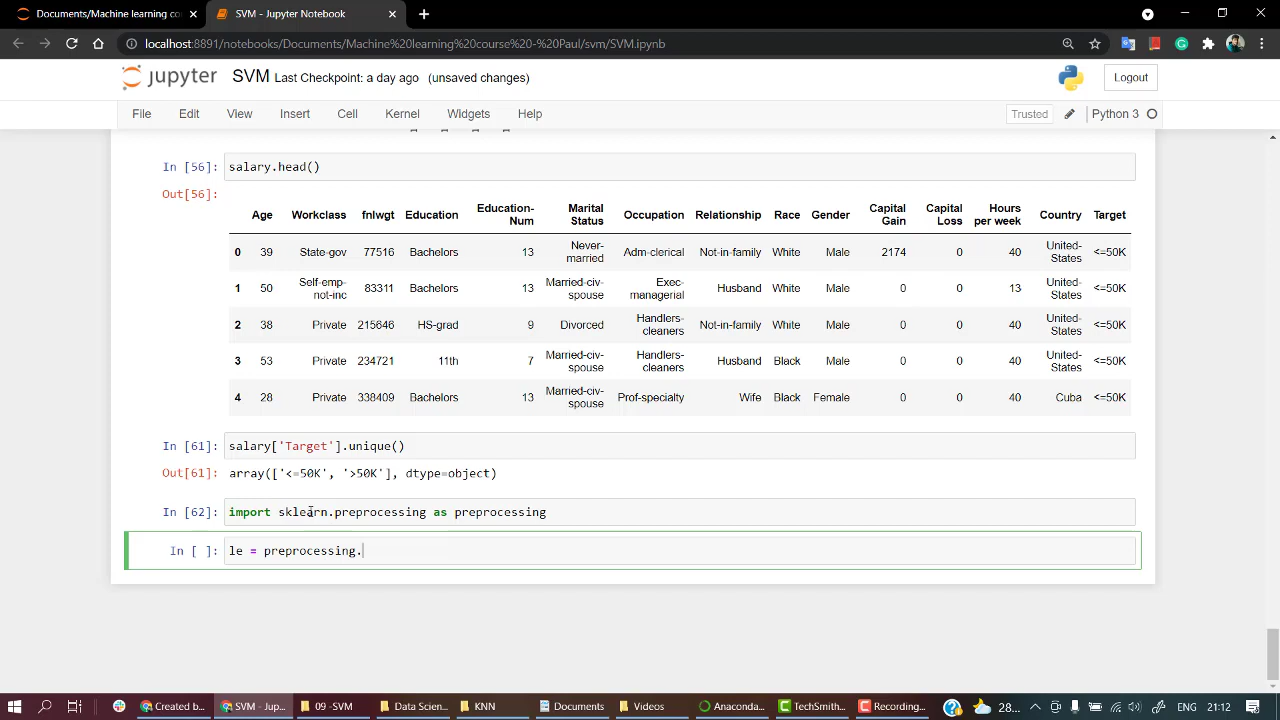 Documents/Machine learning co
SVM - Jupyter Notebook
localhost:8891/notebooks/Documents/Machine%20learning%20course%20-%20Paul/svm/SVM.ipynb
jupyter SVM Last Checkpoint: a day ago (unsaved changes)
Logout
File Edit View Insert Cell Kernel Widgets Help
Trusted Python 3
In [56]: salary.head()
Out[56]:
Age Workclass fnlwgt Education Education-Num Marital Status Occupation Relationship Race Gender Capital Gain Capital Loss Hours per week Country Target
0 39 State-gov 77516 Bachelors 13 Never-married Adm-clerical Not-in-family White Male 2174 0 40 United-States <=50K
1 50 Self-emp-not-inc 83311 Bachelors 13 Married-civ-spouse Exec-managerial Husband White Male 0 0 13 United-States <=50K
2 38 Private 215646 HS-grad 9 Divorced Handlers-cleaners Not-in-family White Male 0 0 40 United-States <=50K
3 53 Private 234721 11th 7 Married-civ-spouse Handlers-cleaners Husband Black Male 0 0 40 United-States <=50K
4 28 Private 338409 Bachelors 13 Married-civ-spouse Prof-specialty Wife Black Female 0 0 40 Cuba <=50K
In [61]: salary['Target'].unique()
Out[61]: array(['<=50K', '>50K'], dtype=object)
In [62]: import sklearn.preprocessing as preprocessing
In [ ]: le = preprocessing.
Created b...
SVM - Jup...
09 -SVM
Data Scien...
KNN
Documents
Videos
Anaconda...
TechSmith...
Recording...
28...
ENG
21:12